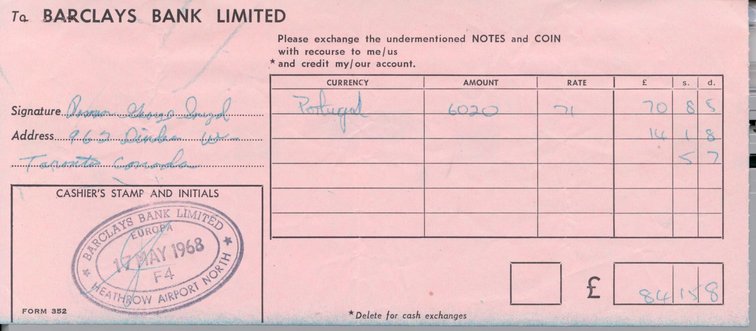 To BARCLAYS BANK LIMITED
Please exchange the undermentioned NOTES and COIN
with recourse to me/us
* and credit my/our account.
CURRENCY AMOUNT RATE £ s. d.
Portugal 6020 71 70 8 5
14 1 8
5 7
Signature
Address 962
Toronto Canada
CASHIER'S STAMP AND INITIALS
BARCLAYS BANK LIMITED
EUROPA
17 MAY 1968
F4
HEATHROW AIRPORT NORTH
£ 84 15 8
FORM 352
* Delete for cash exchanges